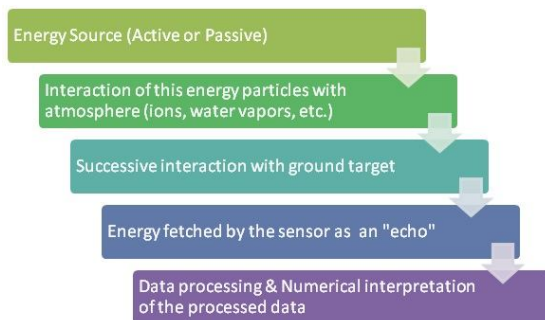 Energy Source (Active or Passive)
Interaction of this energy particles with
atmosphere (ions, water vapors, etc.)
Successive interaction with ground target
Energy fetched by the sensor as an "echo"
Data processing & Numerical interpretation
of the processed data